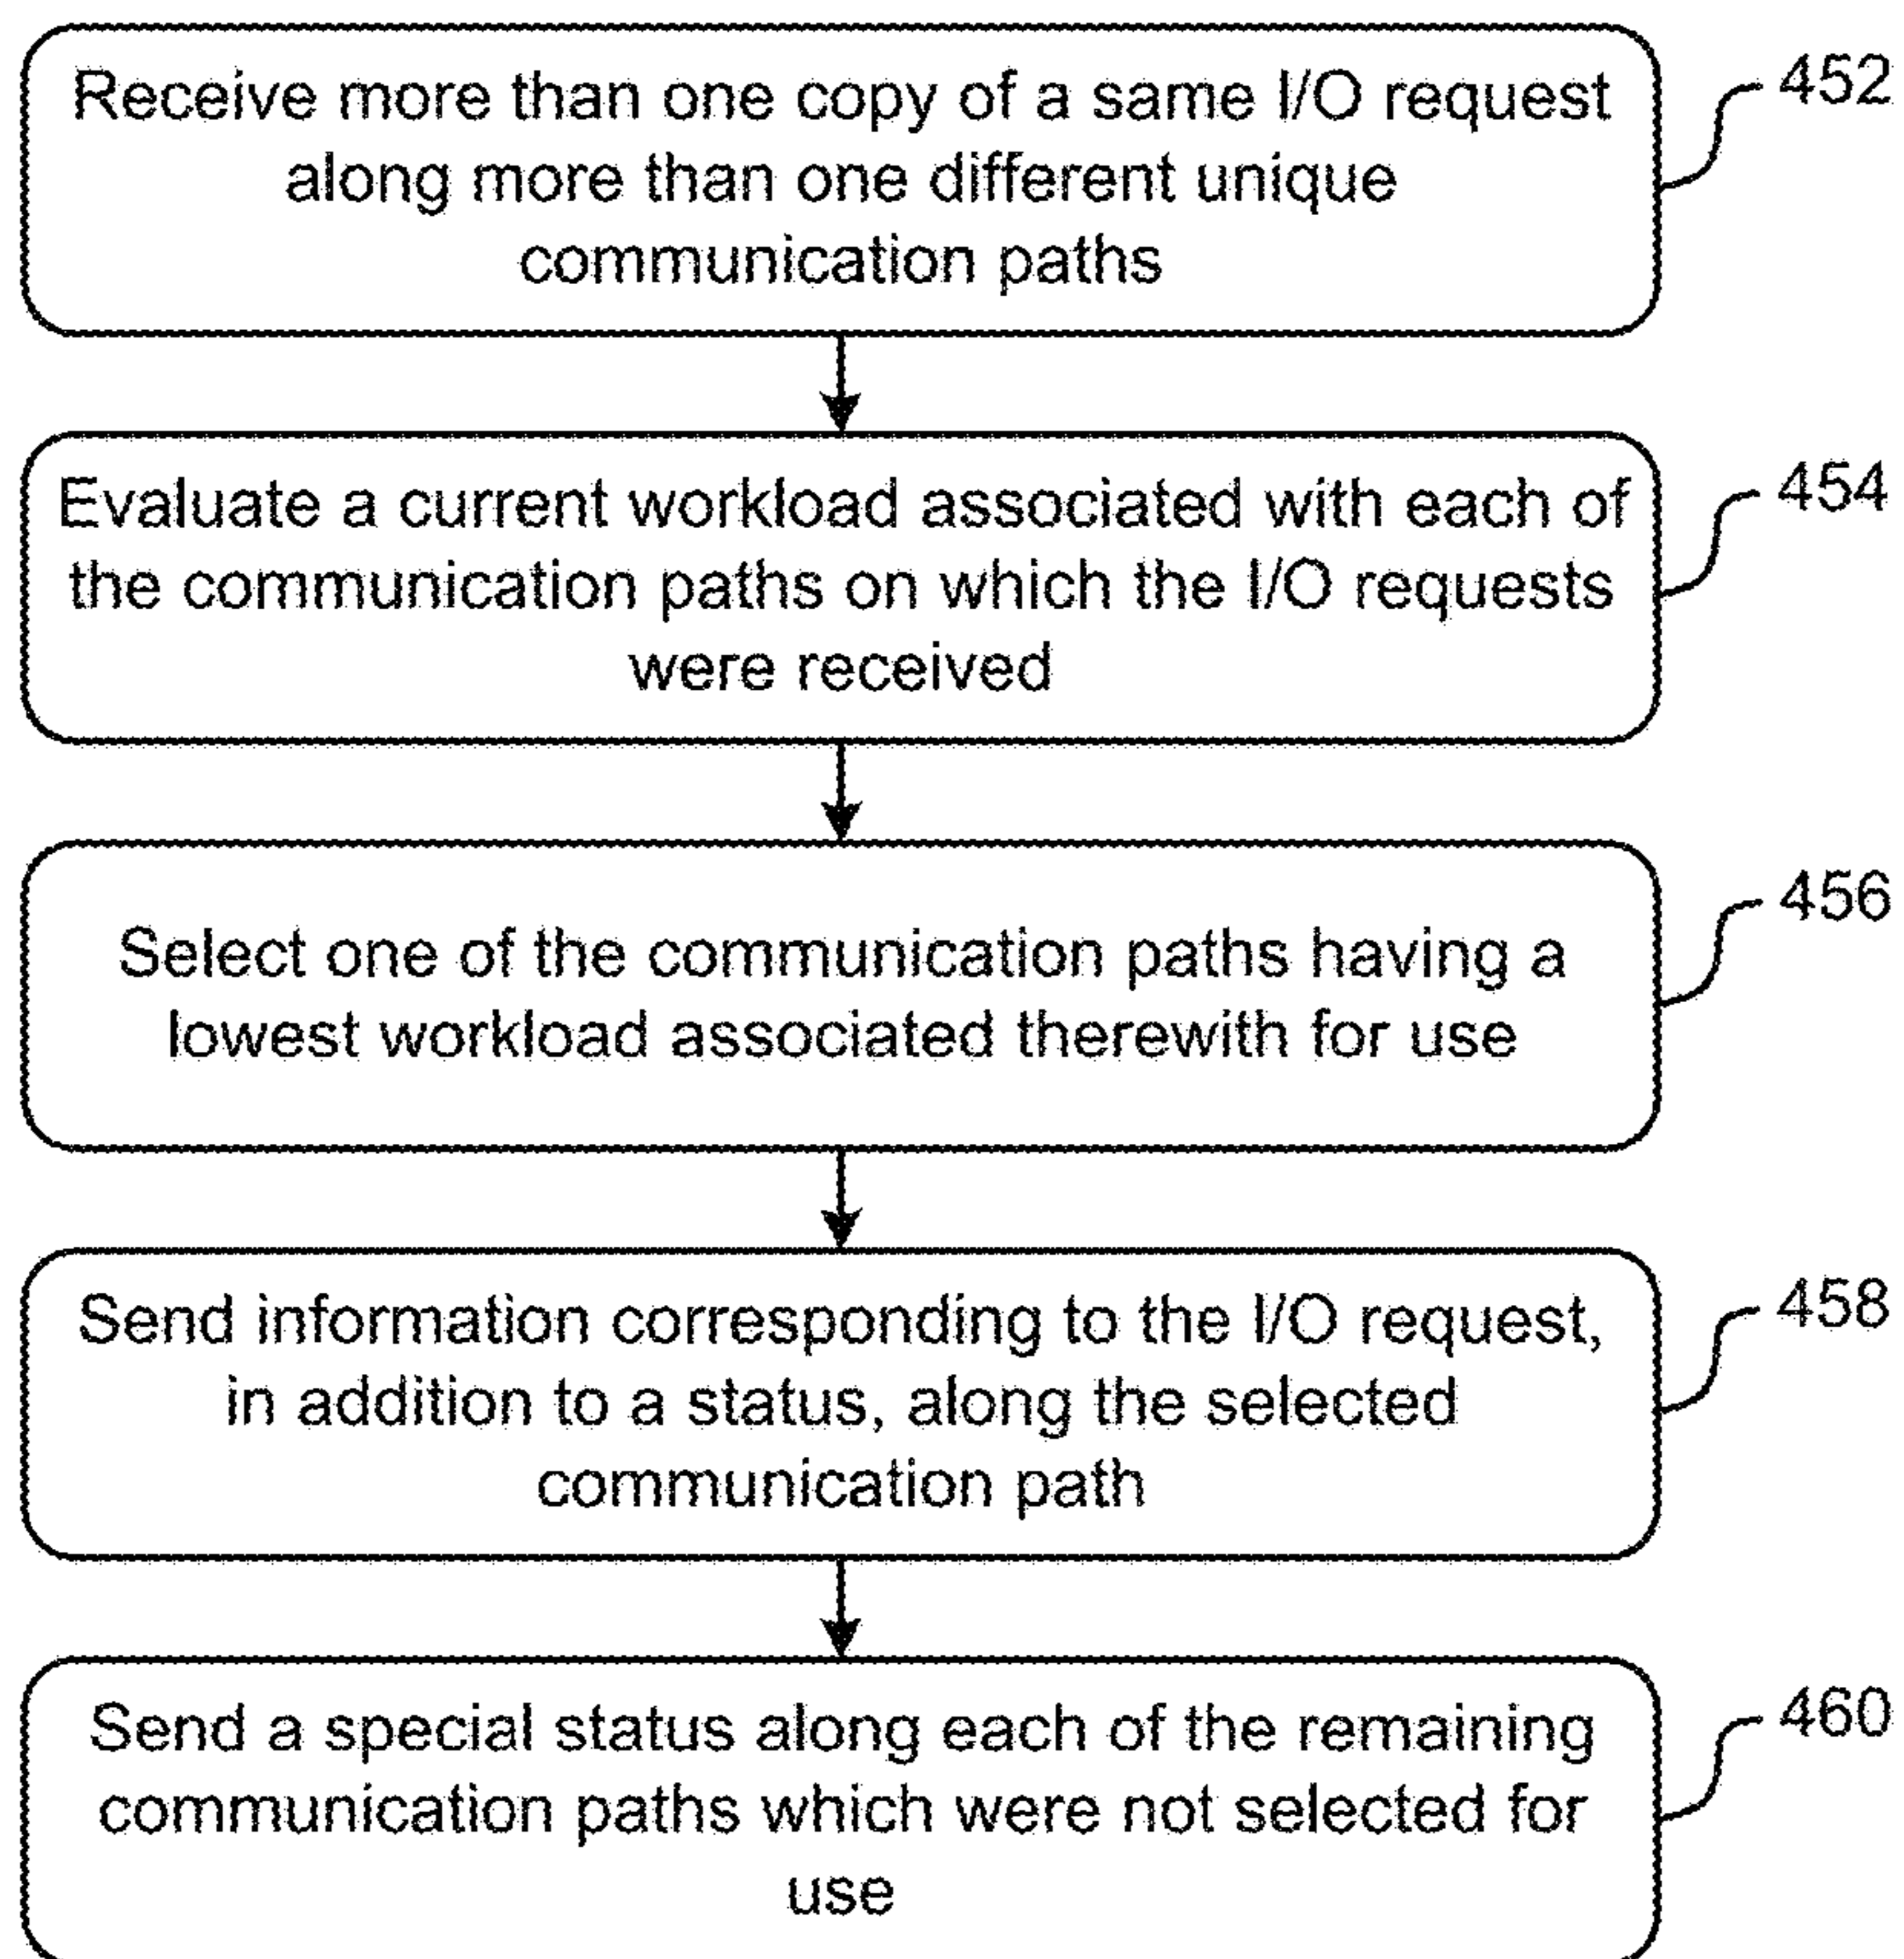 Receive more than one copy of a same I/O request
along more than one different unique
communication paths
452
Evaluate a current workload associated with each of
the communication paths on which the I/O requests
were received
454
Select one of the communication paths having a
lowest workload associated therewith for use
456
Send information corresponding to the I/O request,
in addition to a status, along the selected
communication path
458
Send a special status along each of the remaining
communication paths which were not selected for
use
460